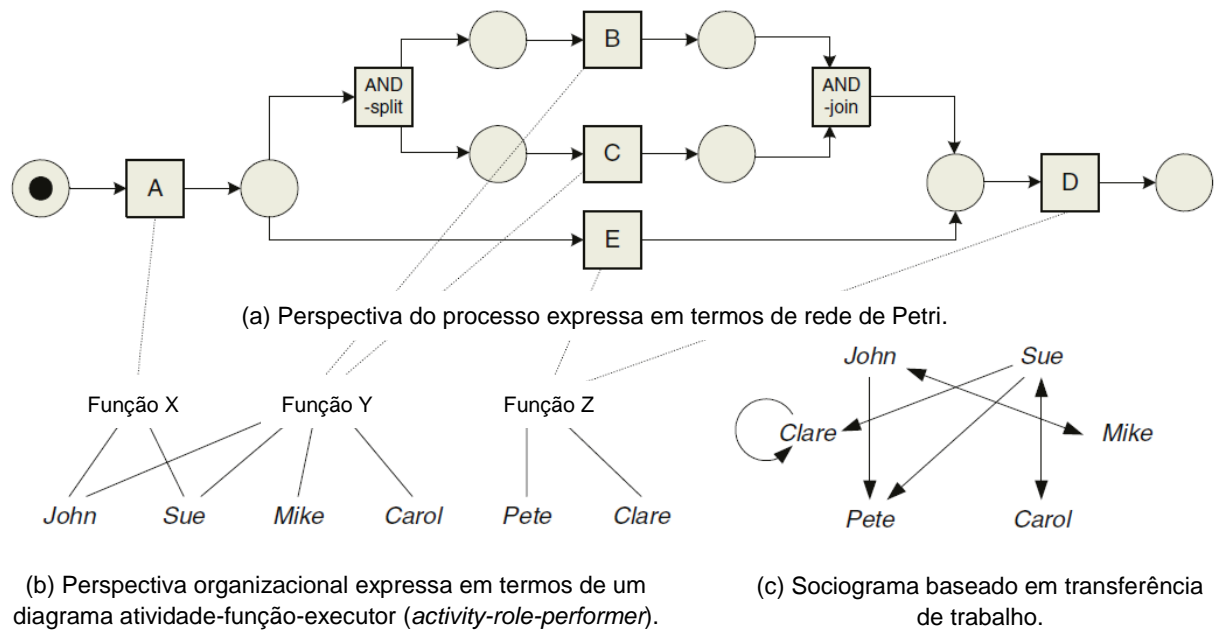 B
AND
-split
AND
-join
A
C
D
E
(a) Perspectiva do processo expressa em termos de rede de Petri.
John Sue
Função X Função Y Função Z
Clare Mike
John Sue Mike Carol Pete Clare
Pete Carol
(b) Perspectiva organizacional expressa em termos de um
diagrama atividade-função-executor (activity-role-performer).
(c) Sociograma baseado em transferência
de trabalho.